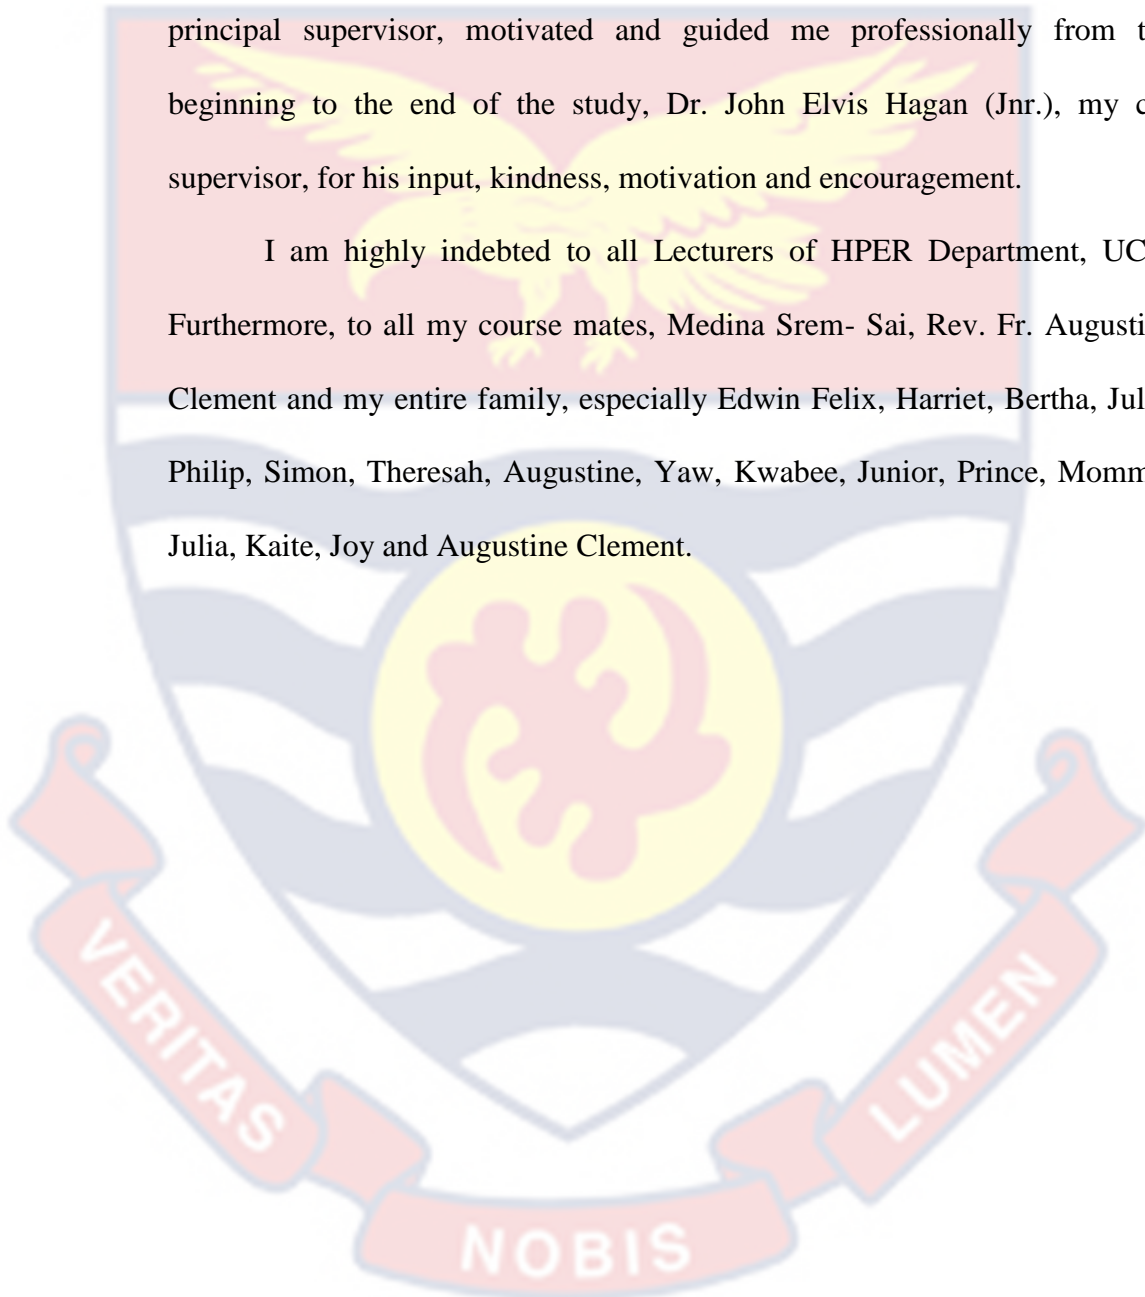 principal supervisor, motivated and guided me professionally from t
beginning to the end of the study, Dr. John Elvis Hagan (Jnr.), my c
supervisor, for his input, kindness, motivation and encouragement.
I am highly indebted to all Lecturers of HPER Department, UC
Furthermore, to all my course mates, Medina Srem- Sai, Rev. Fr. Augusti
Clement and my entire family, especially Edwin Felix, Harriet, Bertha, Jul
Philip, Simon, Theresah, Augustine, Yaw, Kwabee, Junior, Prince, Momm
Julia, Kaite, Joy and Augustine Clement.
VERITAS
NOBIS
LUMEN